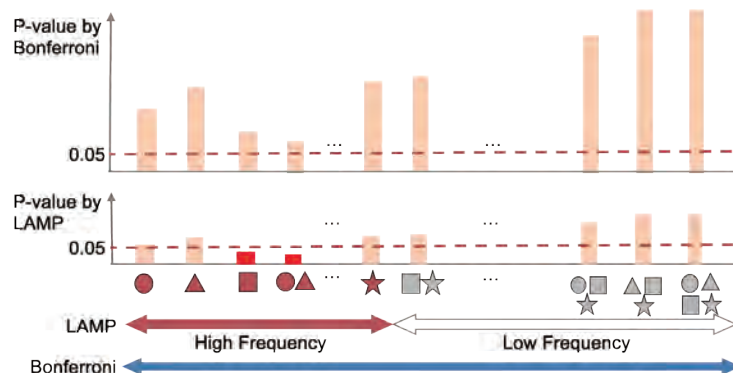 P-value by
Bonferroni
0.05
...
...
P-value by
LAMP
0.05
...
...
...
...
LAMP
High Frequency
Low Frequency
Bonferroni